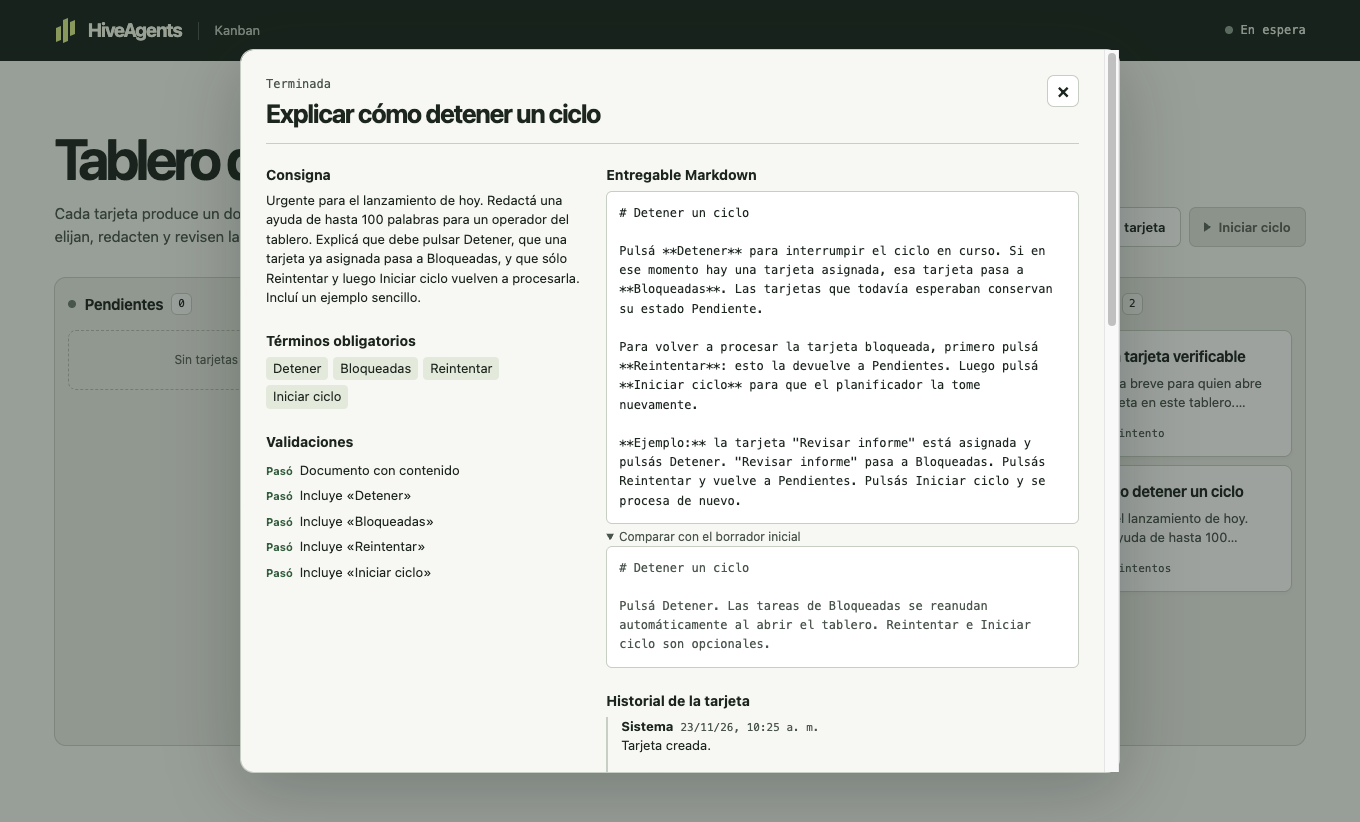 HiveAgents
Kanban
En espera
Tablero
Cada tarjeta produce un
elijan, redacten y revisen la
tarjeta
Iniciar ciclo
Pendientes 0
Sin tarjetas
2
tarjeta verificable
a breve para quien abre
en este tablero....
detener un ciclo
lanzamiento de hoy.
de hasta 100...
Terminada
Explicar cómo detener un ciclo
×
Consigna
Urgente para el lanzamiento de hoy. Redactá una
ayuda de hasta 100 palabras para un operador del
tablero. Explicá que debe pulsar Detener, que una
tarjeta ya asignada pasa a Bloqueadas, y que sólo
Reintentar y luego Iniciar ciclo vuelven a procesarla.
Incluí un ejemplo sencillo.
Términos obligatorios
Detener Bloqueadas Reintentar
Iniciar ciclo
Validaciones
Pasó Documento con contenido
Pasó Incluye «Detener»
Pasó Incluye «Bloqueadas»
Pasó Incluye «Reintentar»
Pasó Incluye «Iniciar ciclo»
Entregable Markdown
# Detener un ciclo
Pulsá **Detener** para interrumpir el ciclo en curso. Si en
ese momento hay una tarjeta asignada, esa tarjeta pasa a
**Bloqueadas**. Las tarjetas que todavía esperaban conservan
su estado Pendiente.
Para volver a procesar la tarjeta bloqueada, primero pulsá
**Reintentar**: esto la devuelve a Pendientes. Luego pulsá
**Iniciar ciclo** para que el planificador la tome
nuevamente.
**Ejemplo:** la tarjeta "Revisar informe" está asignada y
pulsás Detener. "Revisar informe" pasa a Bloqueadas. Pulsás
Reintentar y vuelve a Pendientes. Pulsás Iniciar ciclo y se
procesa de nuevo.
▼ Comparar con el borrador inicial
# Detener un ciclo
Pulsá Detener. Las tareas de Bloqueadas se reanudan
automáticamente al abrir el tablero. Reintentar e Iniciar
ciclo son opcionales.
Historial de la tarjeta
Sistema 23/11/26, 10:25 a. m.
Tarjeta creada.